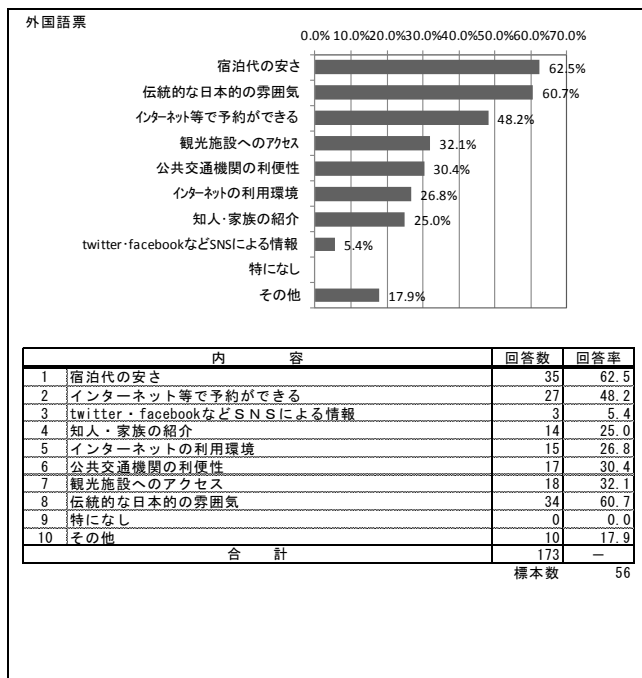 外国語票
0.0% 10.0%20.0%30.0%40.0%50.0%60.0%70.0%
宿泊代の安さ 62.5%
伝統的な日本的の雰囲気 60.7%
インターネット等で予約ができる 48.2%
観光施設へのアクセス 32.1%
公共交通機関の利便性 30.4%
インターネットの利用環境 26.8%
知人・家族の紹介 25.0%
twitter・facebookなどSNSによる情報 5.4%
特になし
その他 17.9%
内 容 回答数 回答率
1 宿泊代の安さ 35 62.5
2 インターネット等で予約ができる 27 48.2
3 twitter・facebookなどSNSによる情報 3 5.4
4 知人・家族の紹介 14 25.0
5 インターネットの利用環境 15 26.8
6 公共交通機関の利便性 17 30.4
7 観光施設へのアクセス 18 32.1
8 伝統的な日本的の雰囲気 34 60.7
9 特になし 0 0.0
10 その他 10 17.9
合 計 173 －
標本数 56